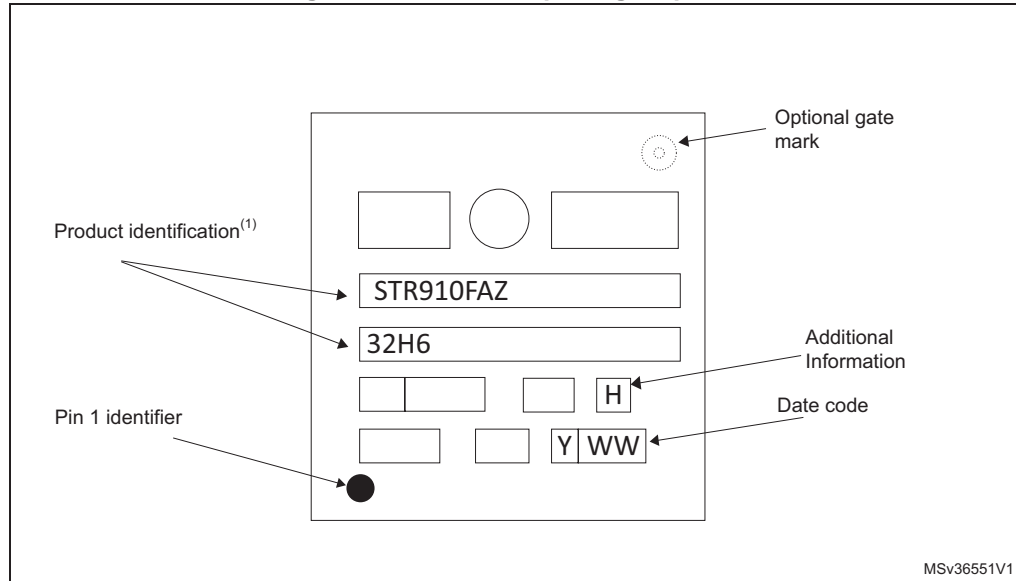 Optional gate
mark
Product identification(1)
STR910FAZ
32H6
Additional
Information
H
Date code
Pin 1 identifier
Y WW
MSv36551V1